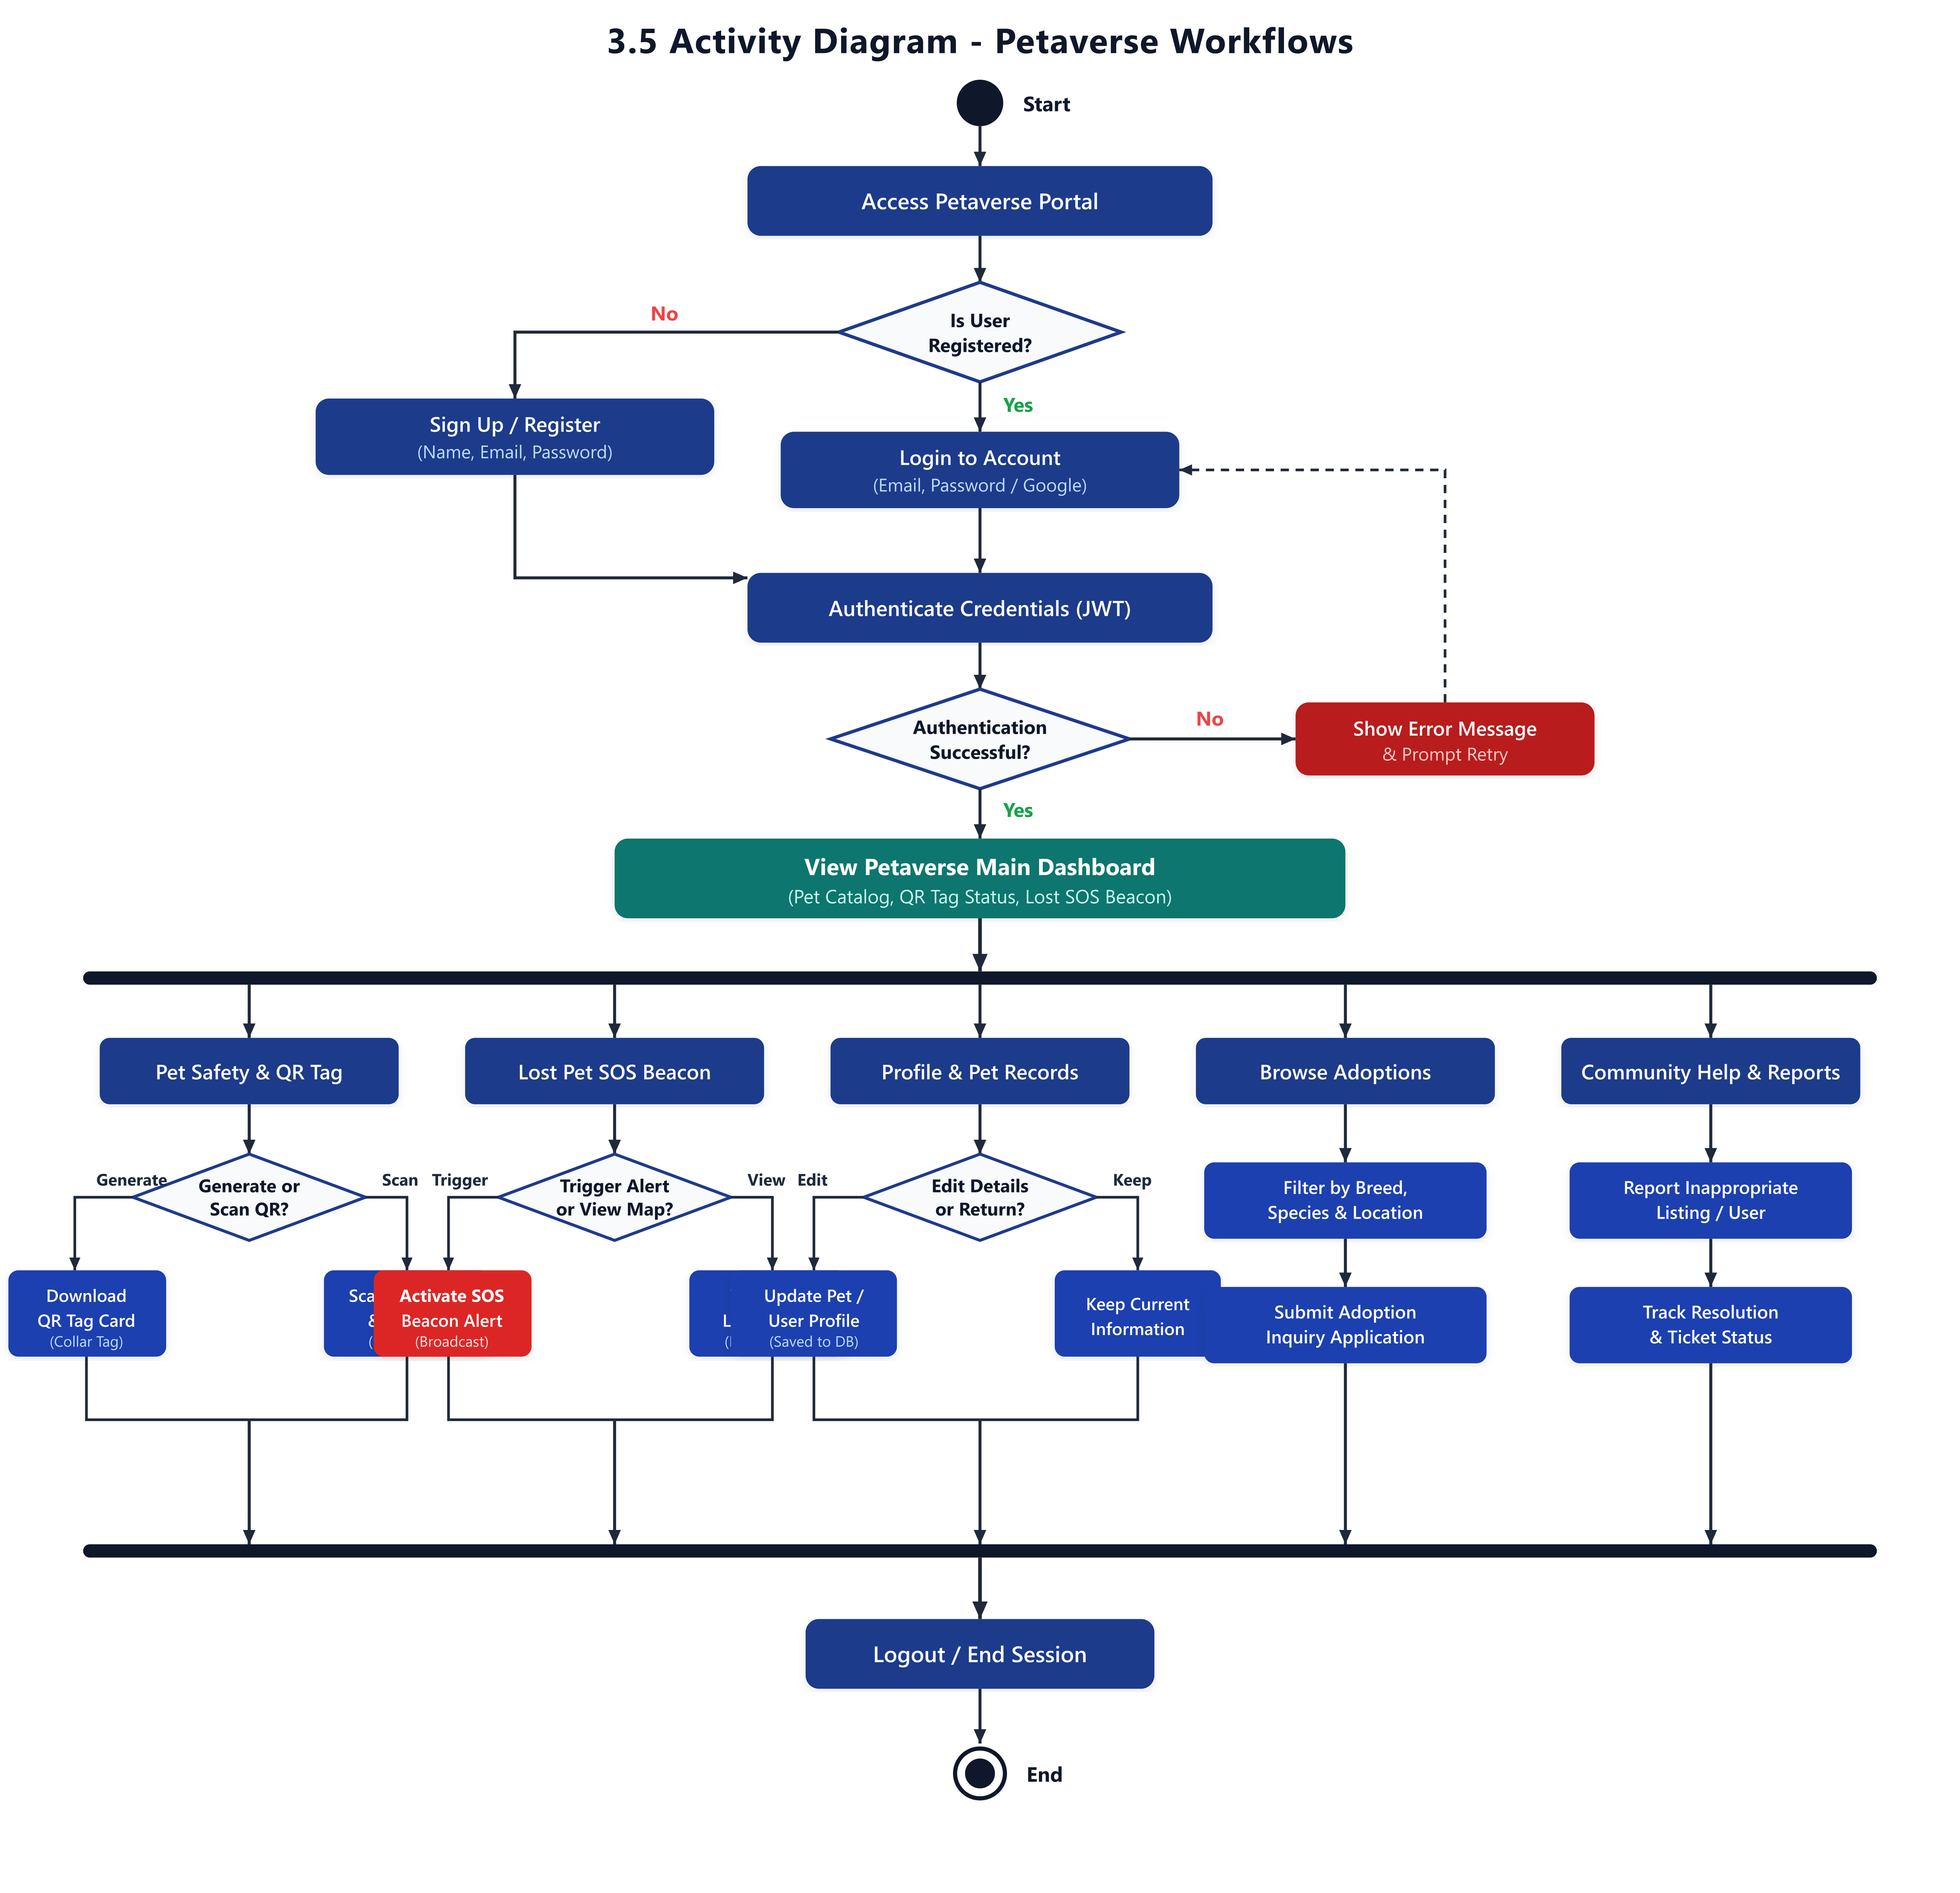 3.5 Activity Diagram - Petaverse Workflows
Start
Access Petaverse Portal
Is User
Registered?
No
Yes
Sign Up / Register
(Name, Email, Password)
Login to Account
(Email, Password / Google)
Authenticate Credentials (JWT)
Authentication
Successful?
No
Show Error Message
& Prompt Retry
Yes
View Petaverse Main Dashboard
(Pet Catalog, QR Tag Status, Lost SOS Beacon)
Pet Safety & QR Tag
Lost Pet SOS Beacon
Profile & Pet Records
Browse Adoptions
Community Help & Reports
Generate
Generate or
Scan QR?
Scan
Trigger
Trigger Alert
or View Map?
View
Edit
Edit Details
or Return?
Keep
Filter by Breed,
Species & Location
Report Inappropriate
Listing / User
Download
QR Tag Card
(Collar Tag)
Activate SOS
Beacon Alert
(Broadcast)
Update Pet /
User Profile
(Saved to DB)
Keep Current
Information
Submit Adoption
Inquiry Application
Track Resolution
& Ticket Status
Logout / End Session
End